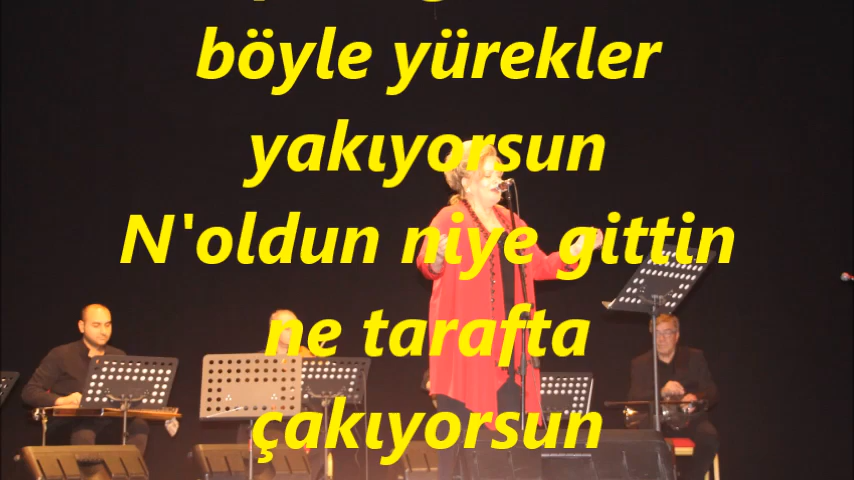 böyle yürekler
yakıyorsun
N'oldun niye gittin
ne tarafta
çakıyorsun